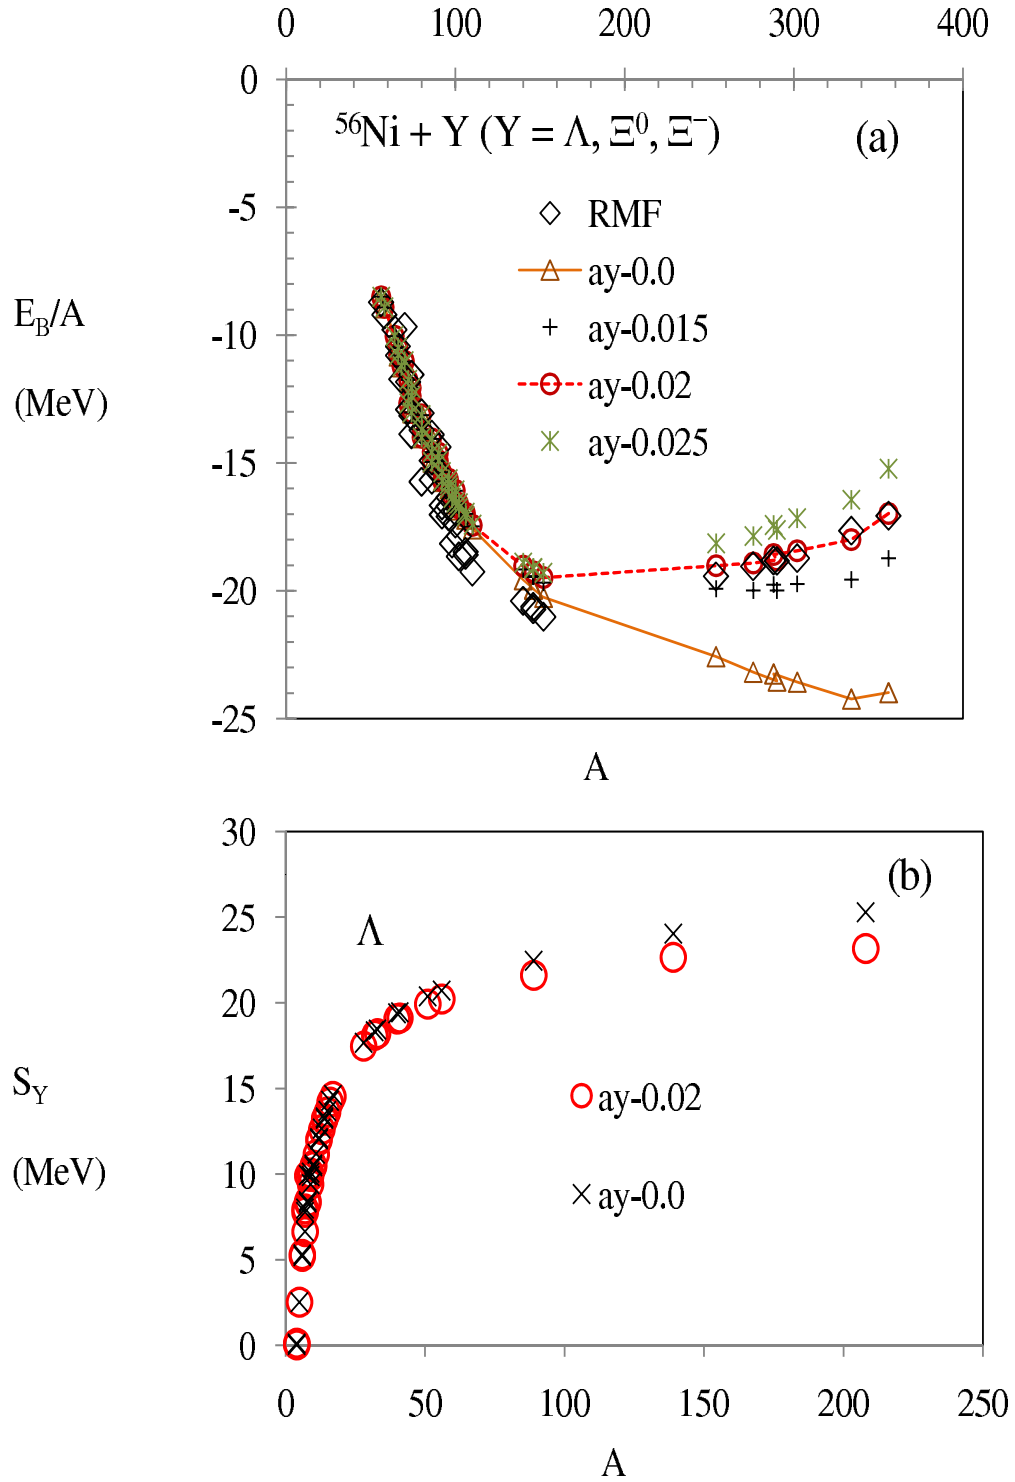 0 100 200 300 400
0
⁵⁶Ni + Y (Y = Λ, Ξ⁰, Ξ⁻)
(a)
-5
RMF
ay-0.0
E_B/A
ay-0.015
-10
ay-0.02
(MeV)
ay-0.025
-15
-20
-25
A
30
(b)
25
Λ
20
15
S_Y
ay-0.02
10
(MeV)
ay-0.0
5
0
0 50 100 150 200 250
A